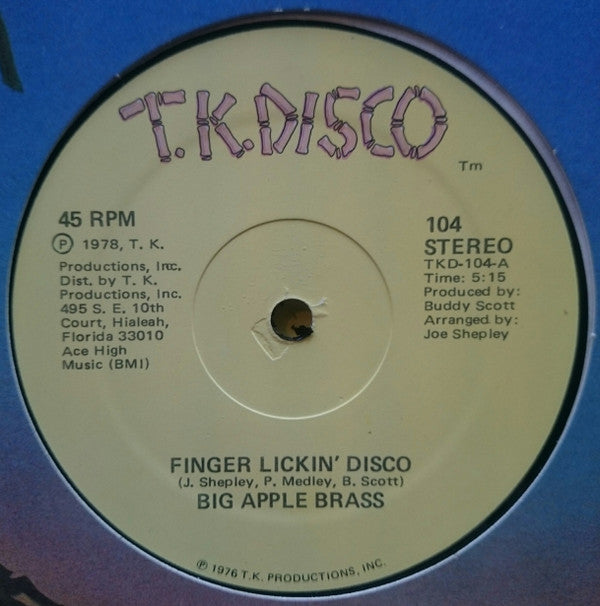 T.K. DISCO
Tm
45 RPM
Ⓟ 1978, T. K.
Productions, Inc.
Dist. by T. K.
Productions, Inc.
495 S. E. 10th
Court, Hialeah,
Florida 33010
Ace High
Music (BMI)
104
STEREO
TKD-104-A
Time: 5:15
Produced by:
Buddy Scott
Arranged by:
Joe Shepley
FINGER LICKIN' DISCO
(J. Shepley, P. Medley, B. Scott)
BIG APPLE BRASS
Ⓟ 1976 T.K. PRODUCTIONS, INC.